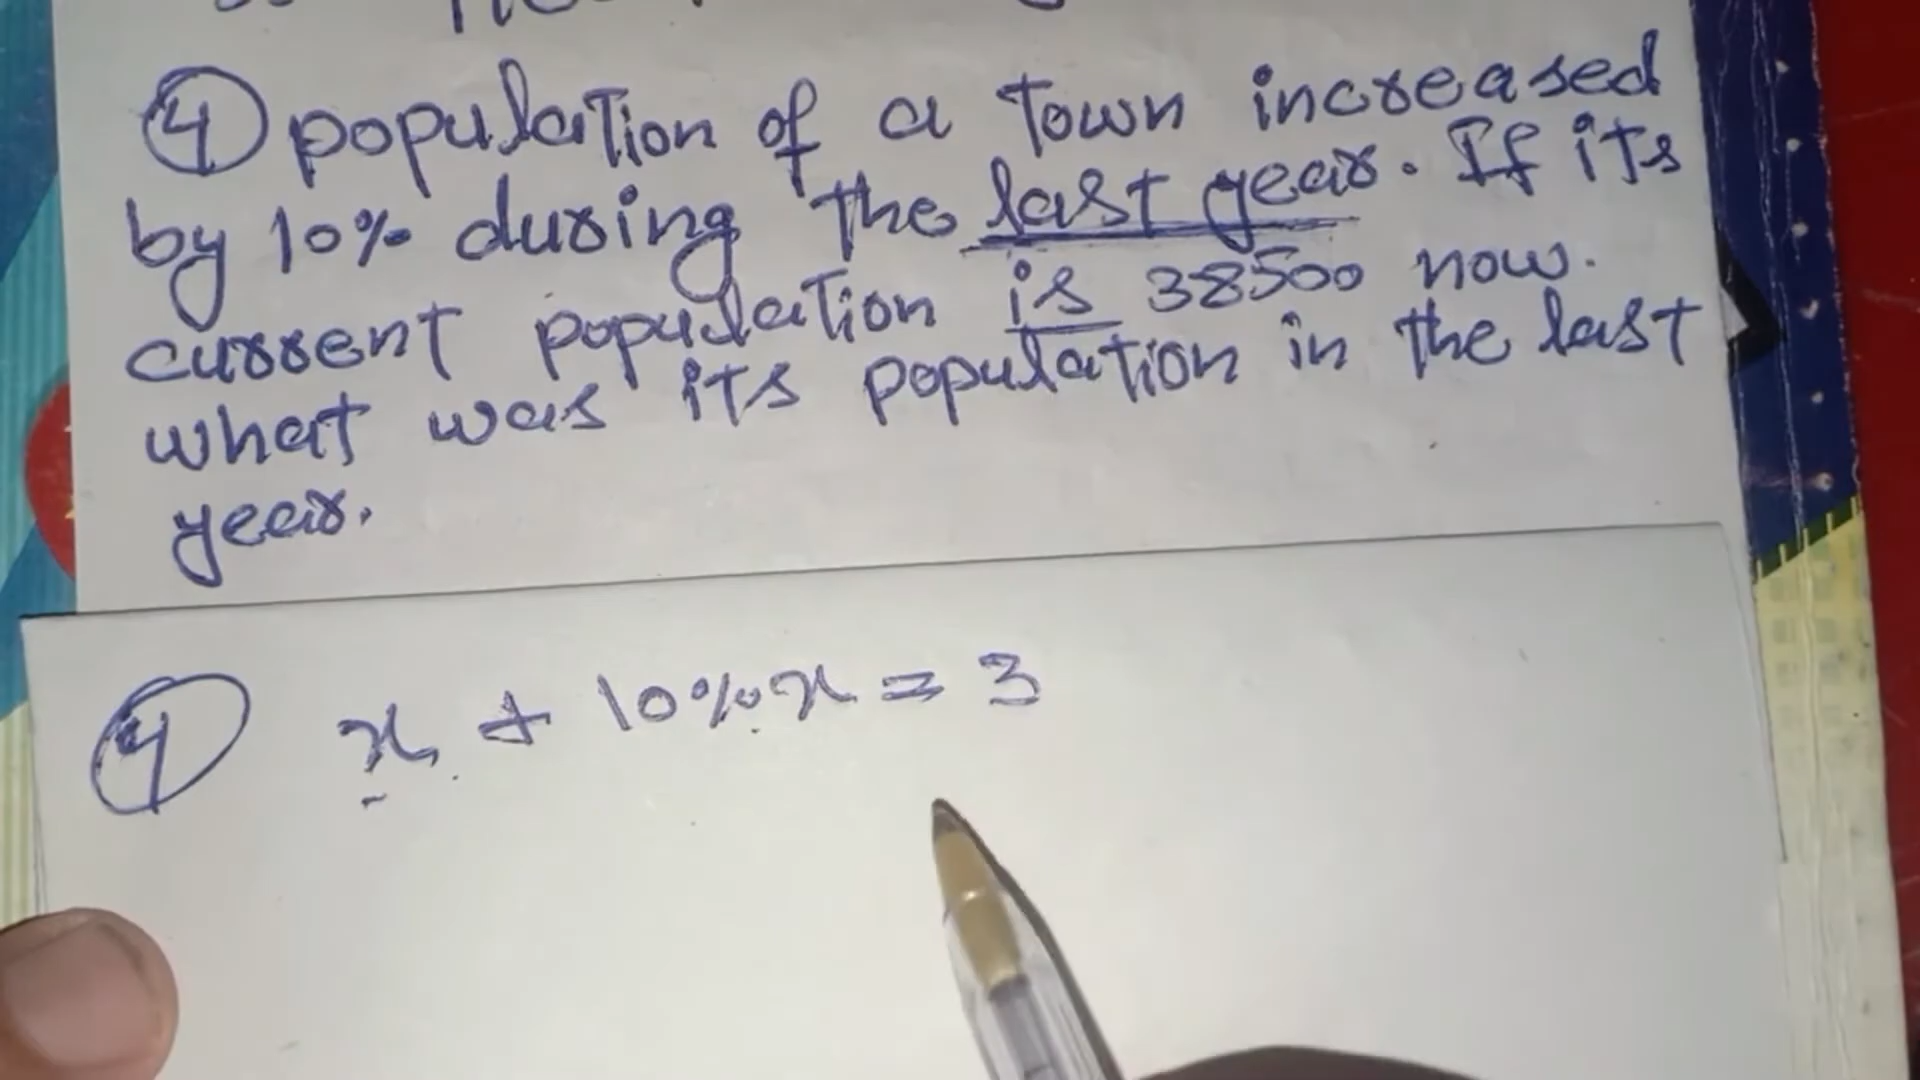 ④ population of a town increased
by 10% during the last year. If its
current population is 38500 now.
what was its population in the last
year.
④ x + 10% x = 3